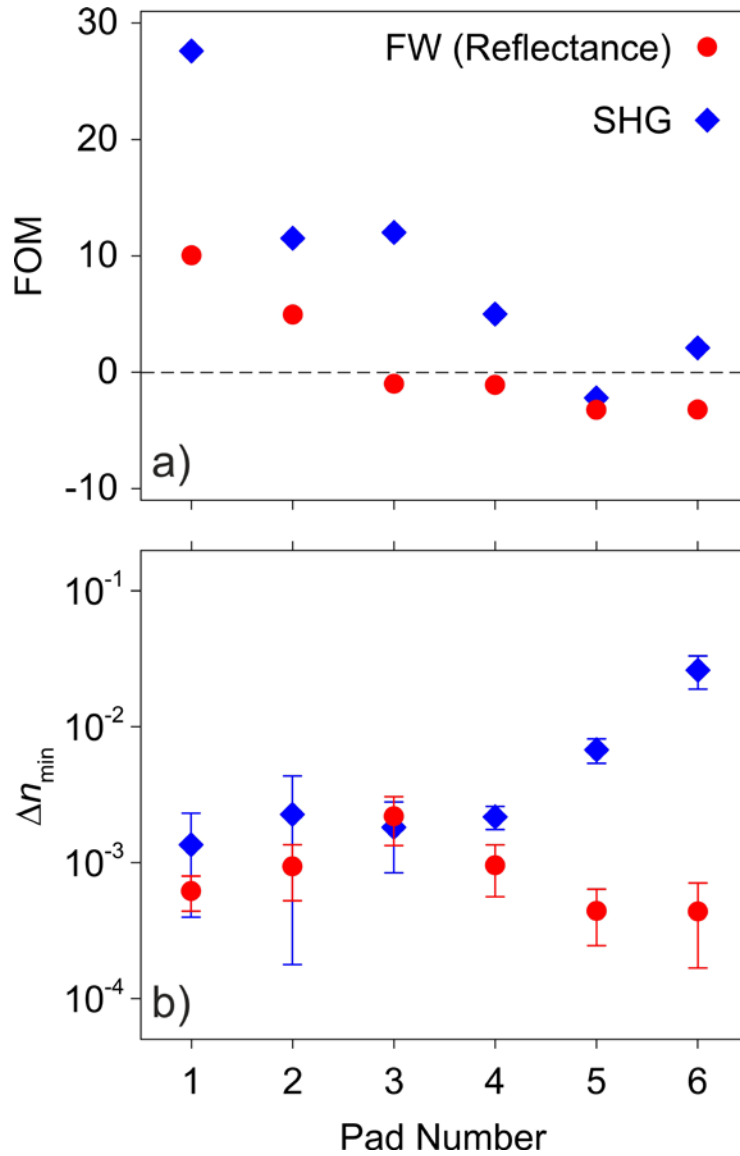 30
FW (Reflectance)
SHG
20
FOM
10
0
-10
a)
10⁻¹
10⁻²
Δn_min
10⁻³
10⁻⁴
b)
1 2 3 4 5 6
Pad Number